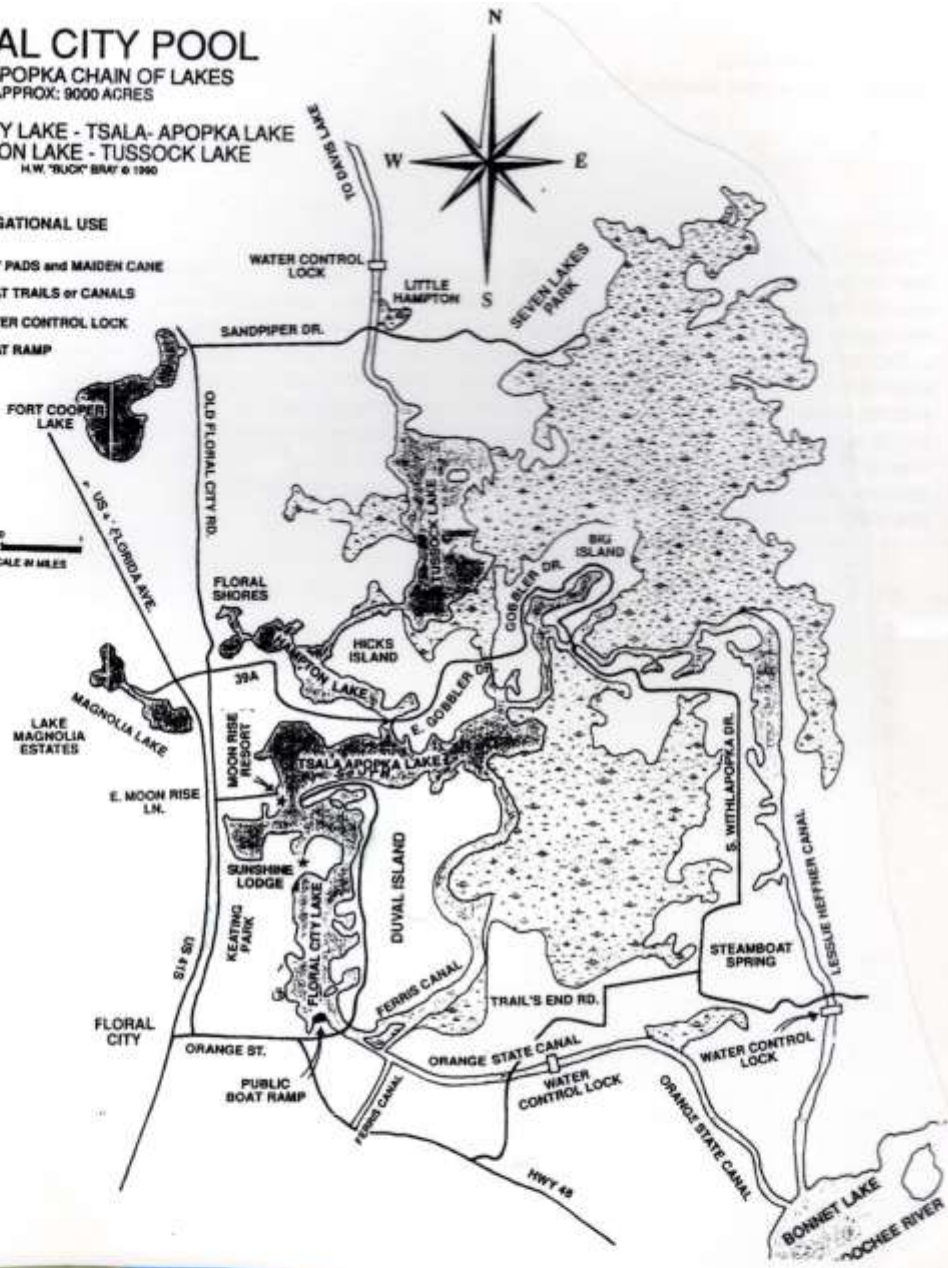 AL CITY POOL
POPKA CHAIN OF LAKES
APPROX: 9000 ACRES
Y LAKE - TSALA- APOPKA LAKE
ON LAKE - TUSSOCK LAKE
H.W. "BUCK" BRAY © 1990
GATIONAL USE
Y PADS and MAIDEN CANE
AT TRAILS or CANALS
ER CONTROL LOCK
AT RAMP
N
W
E
S
TO DAVIS LAKE
WATER CONTROL
LOCK
LITTLE
HAMPTON
SEVEN LAKES
PARK
SANDPIPER DR.
FORT COOPER
LAKE
OLD FLORAL CITY RD.
US 4
FLORIDA AVE.
CALE IN MILES
TUSSOCK LAKE
BIG
ISLAND
GOBBLER DR.
FLORAL
SHORES
HICKS
ISLAND
HAMPTON LAKE
39A
E. GOBBLER DR.
MAGNOLIA LAKE
LAKE
MAGNOLIA
ESTATES
MOON RISE
RESORT
TSALA APOPKA LAKE
E. MOON RISE
LN.
S. WITHLAPOPKA DR.
LESSLIE HEFFNER CANAL
SUNSHINE
LODGE
DUVAL ISLAND
KEATING
PARK
FLORAL CITY LAKE
US 41S
STEAMBOAT
SPRING
FERRIS CANAL
TRAIL'S END RD.
FLORAL
CITY
ORANGE ST.
ORANGE STATE CANAL
WATER CONTROL
LOCK
PUBLIC
BOAT RAMP
WATER
CONTROL LOCK
FERRIS CANAL
ORANGE STATE CANAL
HWY 48
BONNET LAKE
OOCHEE RIVER